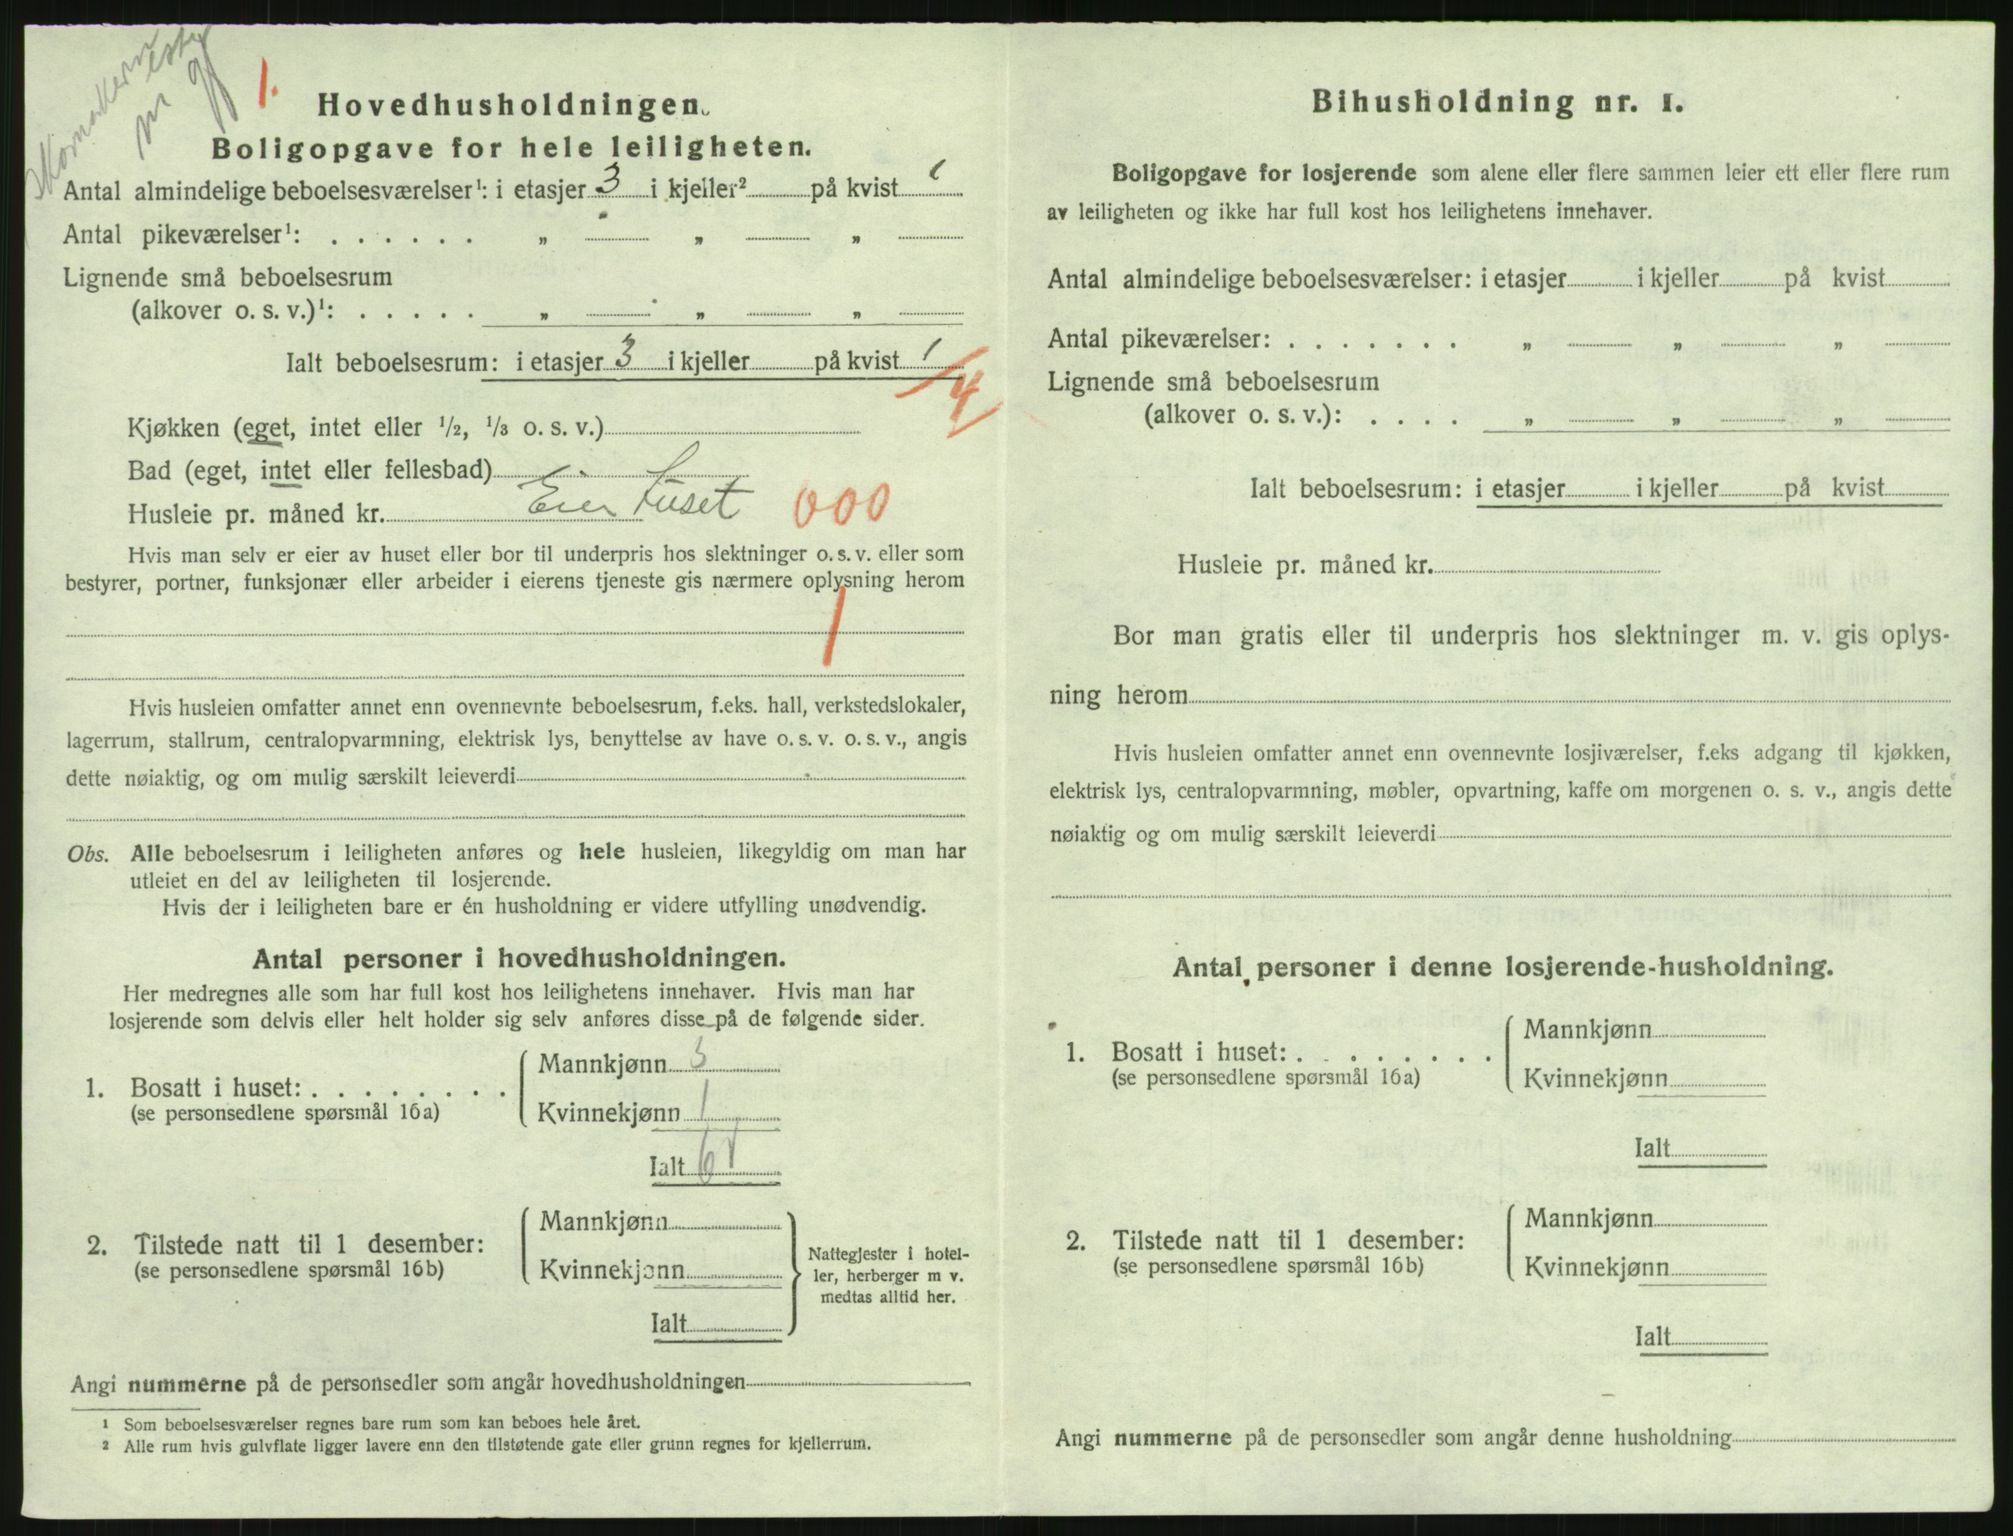 Skomakermester
m gj
1.
Hovedhusholdningen.
Boligopgave for hele leiligheten.
Antal almindelige beboelsesværelser¹: i etasjer 3 i kjeller² på kvist 1
Antal pikeværelser¹: . . . . . . „ „ „
Lignende små beboelsesrum
(alkover o. s. v.)¹: . . . . . „ „ „
Ialt beboelsesrum: i etasjer 3 i kjeller på kvist 1
4
Kjøkken (eget, intet eller 1/2, 1/3 o. s. v.)
Bad (eget, intet eller fellesbad)
Husleie pr. måned kr. Eier huset 000
Hvis man selv er eier av huset eller bor til underpris hos slektninger o. s. v. eller som
bestyrer, portner, funksjonær eller arbeider i eierens tjeneste gis nærmere oplysning herom
1
Hvis husleien omfatter annet enn ovennevnte beboelsesrum, f.eks. hall, verkstedslokaler,
lagerrum, stallrum, centralopvarmning, elektrisk lys, benyttelse av have o. s. v. o. s. v., angis
dette nøiaktig, og om mulig særskilt leieverdi
Obs. Alle beboelsesrum i leiligheten anføres og hele husleien, likegyldig om man har
utleiet en del av leiligheten til losjerende.
Hvis der i leiligheten bare er én husholdning er videre utfylling unødvendig.
Antal personer i hovedhusholdningen.
Her medregnes alle som har full kost hos leilighetens innehaver. Hvis man har
losjerende som delvis eller helt holder sig selv anføres disse på de følgende sider.
1. Bosatt i huset: . . . . . . . .
(se personsedlene spørsmål 16a)
Mannkjønn 3
Kvinnekjønn 1
Ialt
2. Tilstede natt til 1 desember:
(se personsedlene spørsmål 16b)
Mannkjønn
Kvinnekjønn
Ialt
Nattegjester i hotel-
ler, herberger m v.
medtas alltid her.
Angi nummerne på de personsedler som angår hovedhusholdningen
¹ Som beboelsesværelser regnes bare rum som kan beboes hele året.
² Alle rum hvis gulvflate ligger lavere enn den tilstøtende gate eller grunn regnes for kjellerrum.
Bihusholdning nr. 1.
Boligopgave for losjerende som alene eller flere sammen leier ett eller flere rum
av leiligheten og ikke har full kost hos leilighetens innehaver.
Antal almindelige beboelsesværelser: i etasjer i kjeller på kvist
Antal pikeværelser: . . . . . . . „ „ „
Lignende små beboelsesrum
(alkover o. s. v.): . . . . „ „ „
Ialt beboelsesrum: i etasjer i kjeller på kvist
Husleie pr. måned kr.
Bor man gratis eller til underpris hos slektninger m. v. gis oplys-
ning herom
Hvis husleien omfatter annet enn ovennevnte losjiværelser, f.eks adgang til kjøkken,
elektrisk lys, centralopvarmning, møbler, opvartning, kaffe om morgenen o. s. v., angis dette
nøiaktig og om mulig særskilt leieverdi
Antal personer i denne losjerende-husholdning.
1. Bosatt i huset: . . . . . . . .
(se personsedlene spørsmål 16a)
Mannkjønn
Kvinnekjønn
Ialt
2. Tilstede natt til 1 desember:
(se personsedlene spørsmål 16b)
Mannkjønn
Kvinnekjønn
Ialt
Angi nummerne på de personsedler som angår denne husholdning